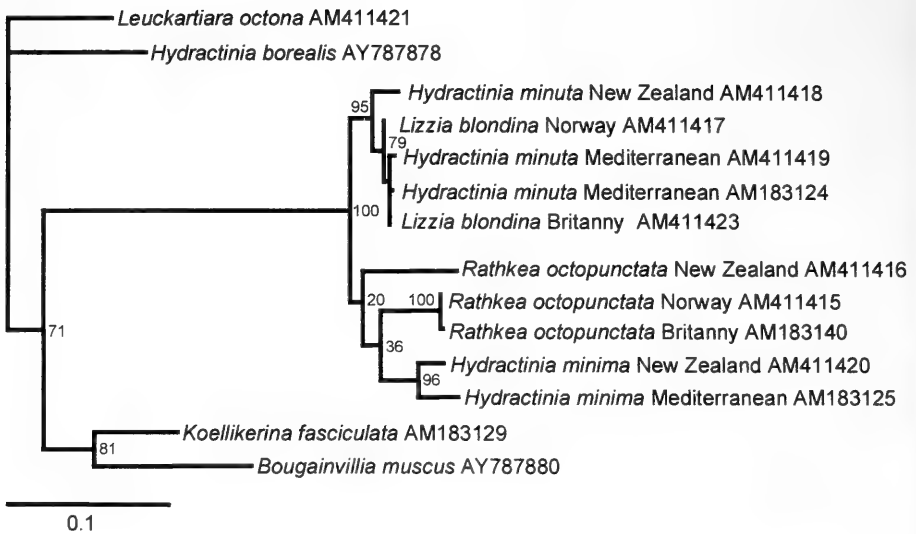 Leuckartiara octona AM411421
Hydractinia borealis AY787878
Hydractinia minuta New Zealand AM411418
95
Lizzia blondina Norway AM411417
79
Hydractinia minuta Mediterranean AM411419
Hydractinia minuta Mediterranean AM183124
100
Lizzia blondina Britanny AM411423
Rathkea octopunctata New Zealand AM411416
20
100
Rathkea octopunctata Norway AM411415
71
Rathkea octopunctata Britanny AM183140
36
Hydractinia minima New Zealand AM411420
96
Hydractinia minima Mediterranean AM183125
Koellikerina fasciculata AM183129
81
Bougainvillia muscus AY787880
0.1